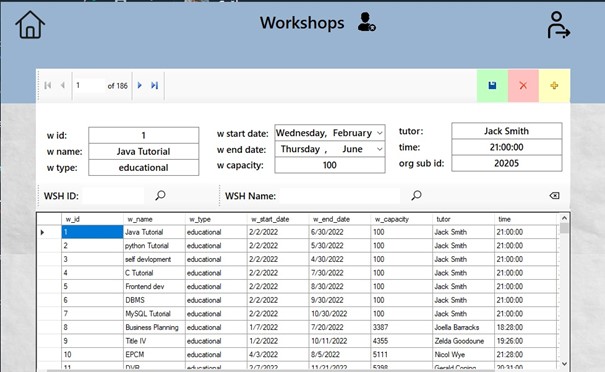 Workshops
1 of 186
w id: 1 w start date: Wednesday, February tutor: Jack Smith
w name: Java Tutorial w end date: Thursday , June time: 21:00:00
w type: educational w capacity: 100 org sub id: 20205
WSH ID: WSH Name:
w_id w_name w_type w_start_date w_end_date w_capacity tutor time
1 Java Tutorial educational 2/2/2022 6/30/2022 100 Jack Smith 21:00:00
2 python Tutorial educational 2/2/2022 5/30/2022 100 Jack Smith 21:00:00
3 self devlopment educational 2/2/2022 4/30/2022 100 Jack Smith 21:00:00
4 C Tutorial educational 2/2/2022 7/30/2022 100 Jack Smith 21:00:00
5 Frontend dev educational 2/2/2022 8/30/2022 100 Jack Smith 21:00:00
6 DBMS educational 2/2/2022 9/30/2022 100 Jack Smith 21:00:00
7 MySQL Tutorial educational 2/2/2022 10/30/2022 100 Jack Smith 21:00:00
8 Business Planning educational 1/7/2022 7/20/2022 3387 Joella Barracks 18:28:00
9 Title IV educational 1/2/2022 10/11/2022 4355 Zelda Goodoune 19:26:00
10 EPCM educational 4/3/2022 8/5/2022 5111 Nicol Wye 21:28:00
11 DVR educational 2/7/2022 11/21/2022 5398 Gerald Coning 20:31:00